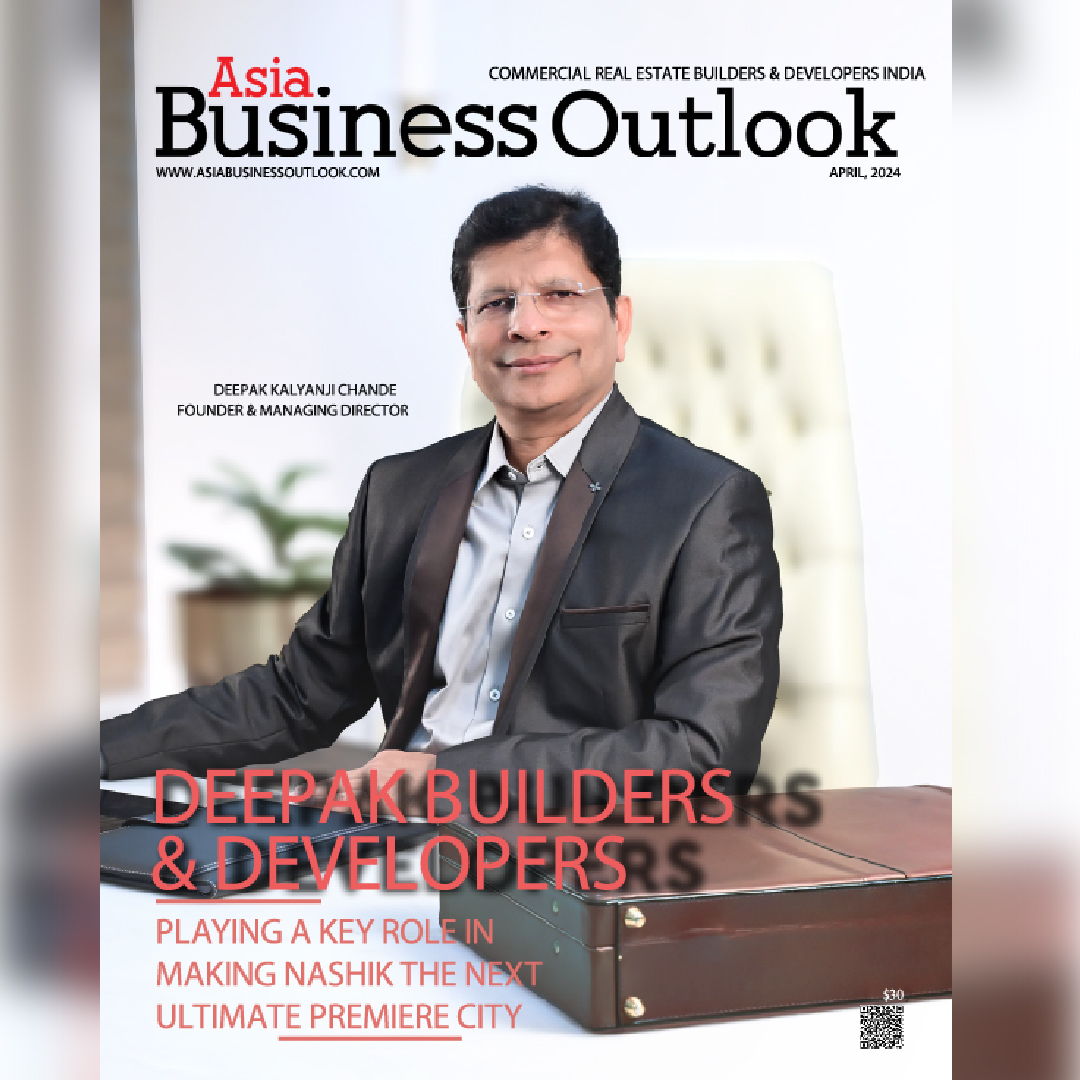 COMMERCIAL REAL ESTATE BUILDERS & DEVELOPERS INDIA
Asia
Business Outlook
WWW.ASIABUSINESSOUTLOOK.COM
APRIL, 2024
DEEPAK KALYANJI CHANDE
FOUNDER & MANAGING DIRECTOR
DEEPAK BUILDERS
& DEVELOPERS
PLAYING A KEY ROLE IN
MAKING NASHIK THE NEXT
ULTIMATE PREMIERE CITY
$30